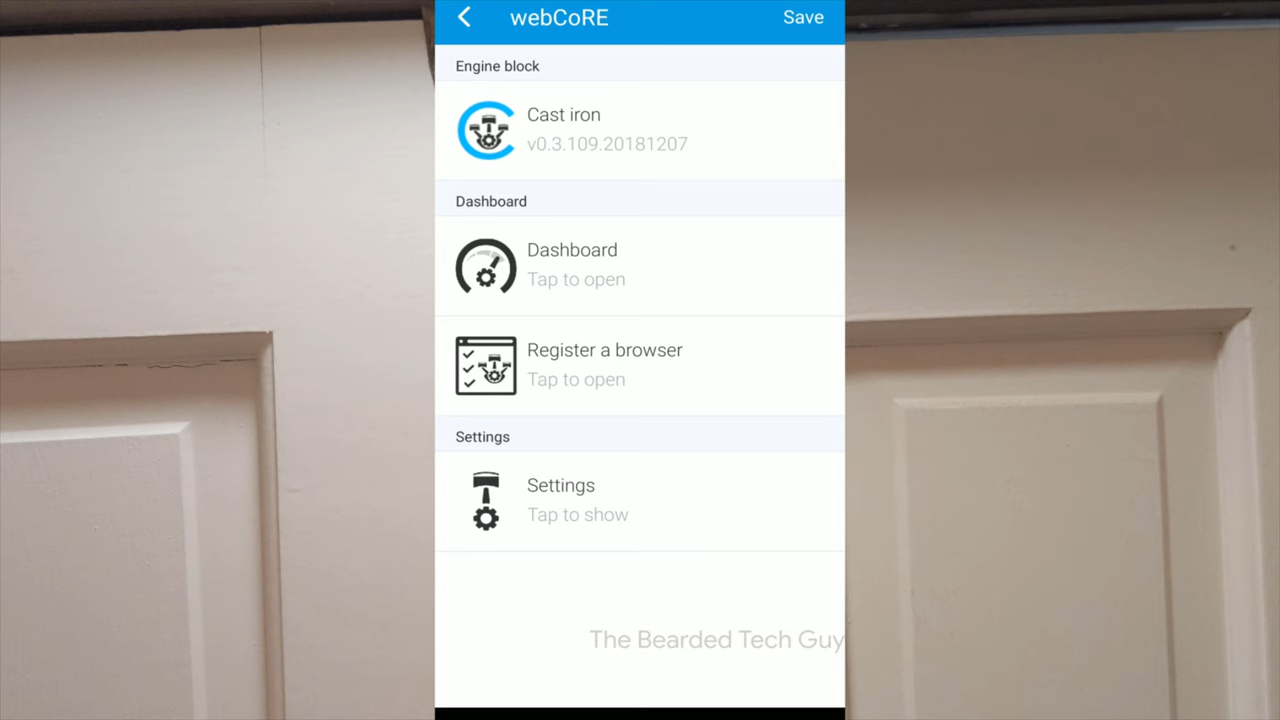 webCoRE
Save
Engine block
Cast iron
v0.3.109.20181207
Dashboard
Dashboard
Tap to open
Register a browser
Tap to open
Settings
Settings
Tap to show
The Bearded Tech Guy